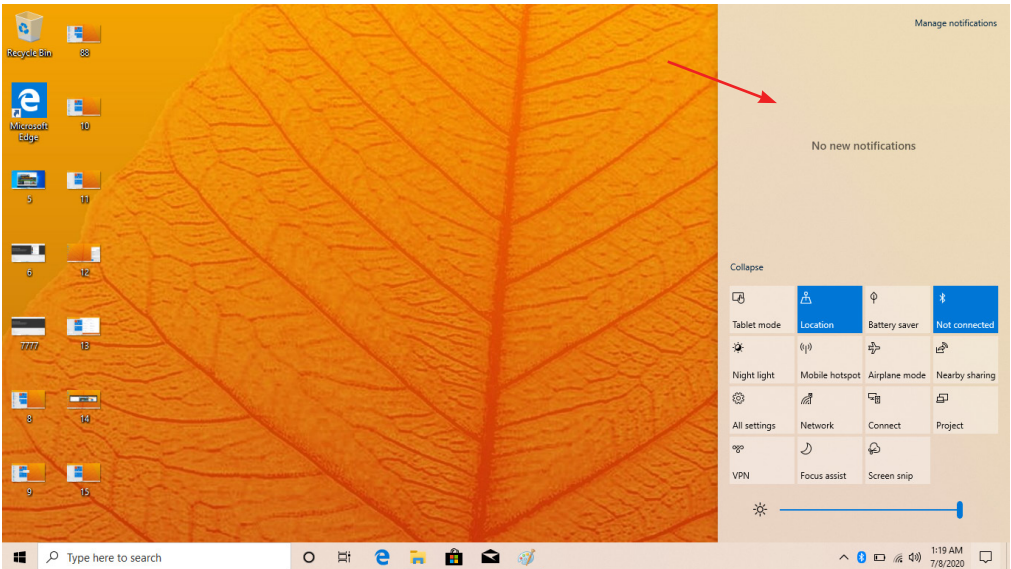 Recycle Bin
88
Microsoft
Edge
10
5
11
6
12
7777
13
8
14
9
15
Manage notifications
No new notifications
Collapse
Tablet mode
Location
Battery saver
Not connected
Night light
Mobile hotspot
Airplane mode
Nearby sharing
All settings
Network
Connect
Project
VPN
Focus assist
Screen snip
Type here to search
1:19 AM
7/8/2020